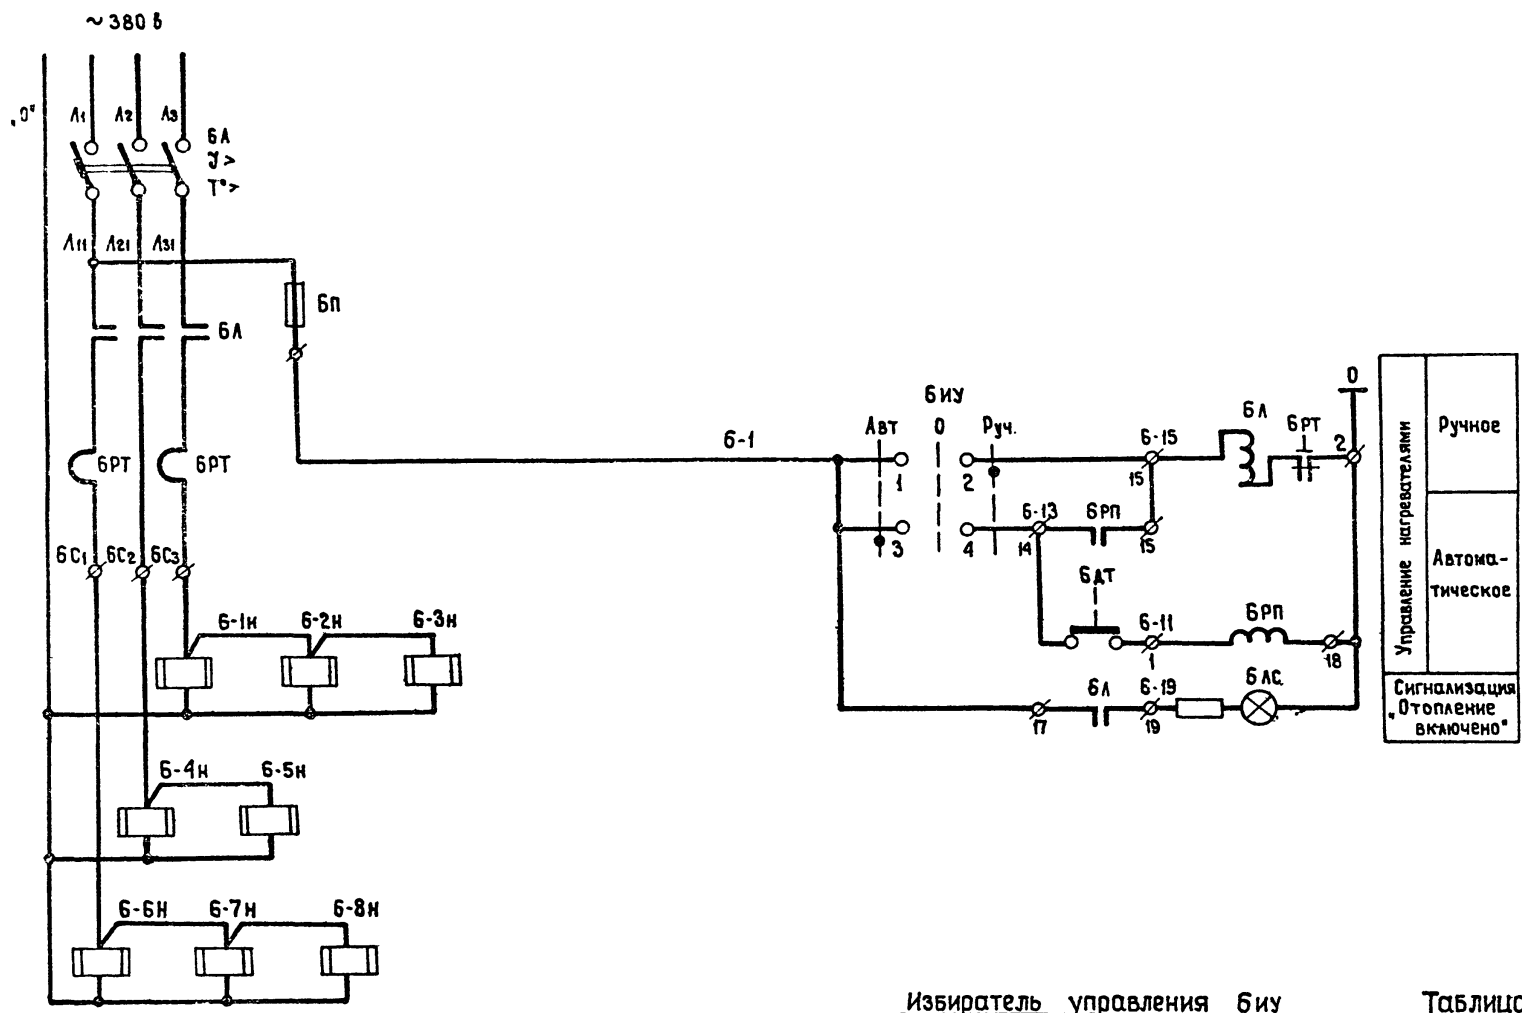 ~ 380 в
„0“
Л1 Л2 Л3
6А
У>
Т°>
Л11 Л21 Л31
6П
6Л
6РТ 6РТ
6С1 6С2 6С3
6-1н 6-2н 6-3н
6-4н 6-5н
6-6н 6-7н 6-8н
6-1
6ИУ
Авт 0 Руч.
1 2
3 4
6-15
15
6Л
6РТ
0
2
6-13
14
6РП
15
6ДТ
6-11
1
6РП
18
17
6Л
6-19
19
6ЛС
Управление нагревателями
Ручное
Автома-
тическое
Сигнализация
„Отопление
включено“
Избиратель управления 6иу
Таблица